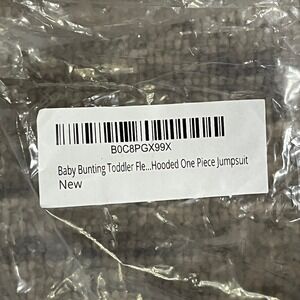 B0C8PGX99X
Baby Bunting Toddler Fle...Hooded One Piece Jumpsuit
New